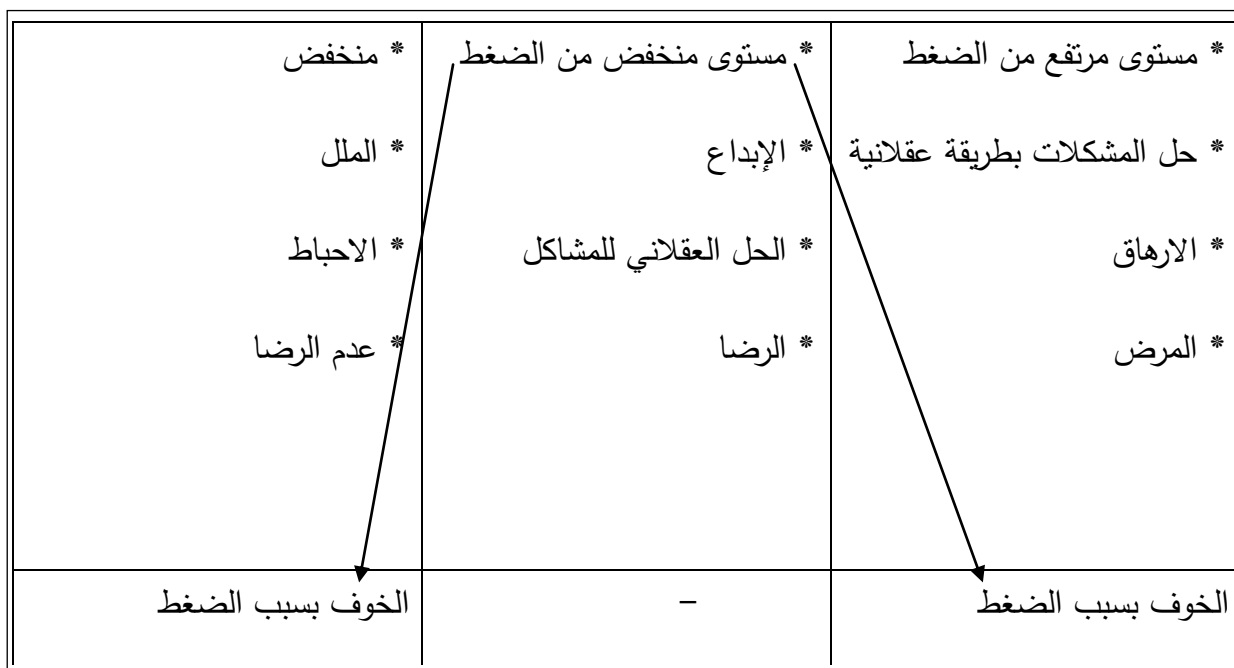 * مستوى مرتفع من الضغط
* حل المشكلات بطريقة عقلانية
* الارهاق
* المرض
* مستوى منخفض من الضغط
* الإبداع
* الحل العقلاني للمشاكل
* الرضا
* منخفض
* الملل
* الاحباط
* عدم الرضا
الخوف بسبب الضغط
–
الخوف بسبب الضغط